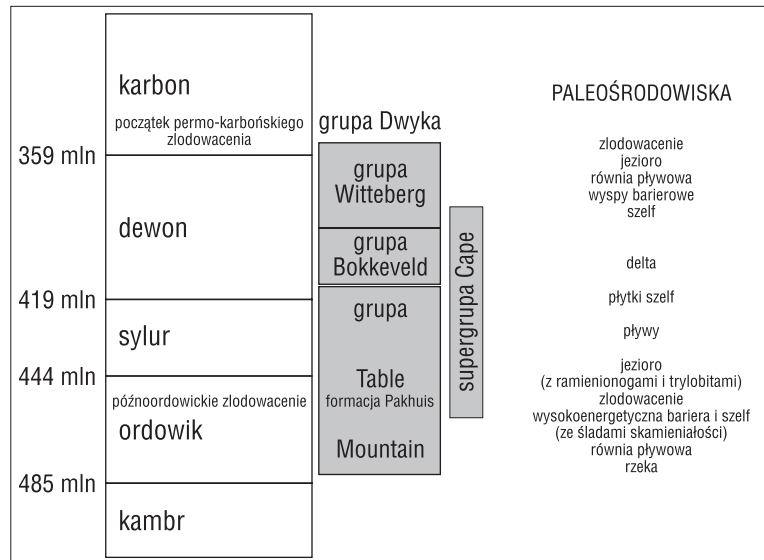 karbon
początek permo-karbońskiego
zlodowacenia
359 mln
dewon
419 mln
sylur
444 mln
późnoordowickie zlodowacenie
ordowik
485 mln
kambr
grupa Dwyka
grupa
Witteberg
grupa
Bokkeveld
grupa
Table
formacja Pakhuis
Mountain
supergrupa Cape
PALEOŚRODOWISKA
zlodowacenie
jezioro
równia pływowa
wyspy barierowe
szelf
delta
płytki szelf
pływy
jezioro
(z ramienionogami i trylobitami)
zlodowacenie
wysokoenergetyczna bariera i szelf
(ze śladami skamieniałości)
równia pływowa
rzeka